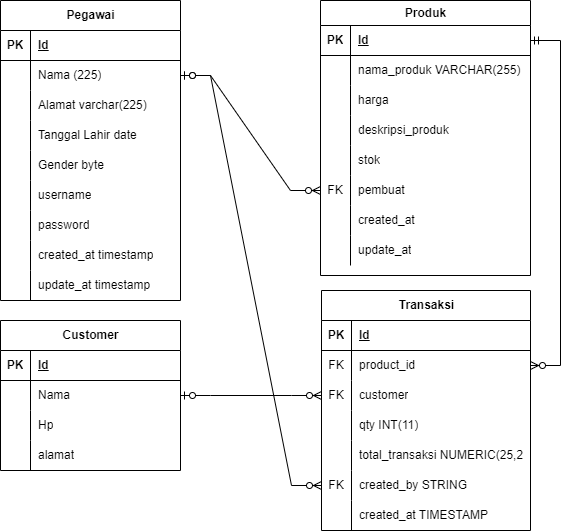 Pegawai
PK Id
Nama (225)
Alamat varchar(225)
Tanggal Lahir date
Gender byte
username
password
created_at timestamp
update_at timestamp
Produk
PK Id
nama_produk VARCHAR(255)
harga
deskripsi_produk
stok
FK pembuat
created_at
update_at
Customer
PK Id
Nama
Hp
alamat
Transaksi
PK Id
FK product_id
FK customer
qty INT(11)
total_transaksi NUMERIC(25,2
FK created_by STRING
created_at TIMESTAMP